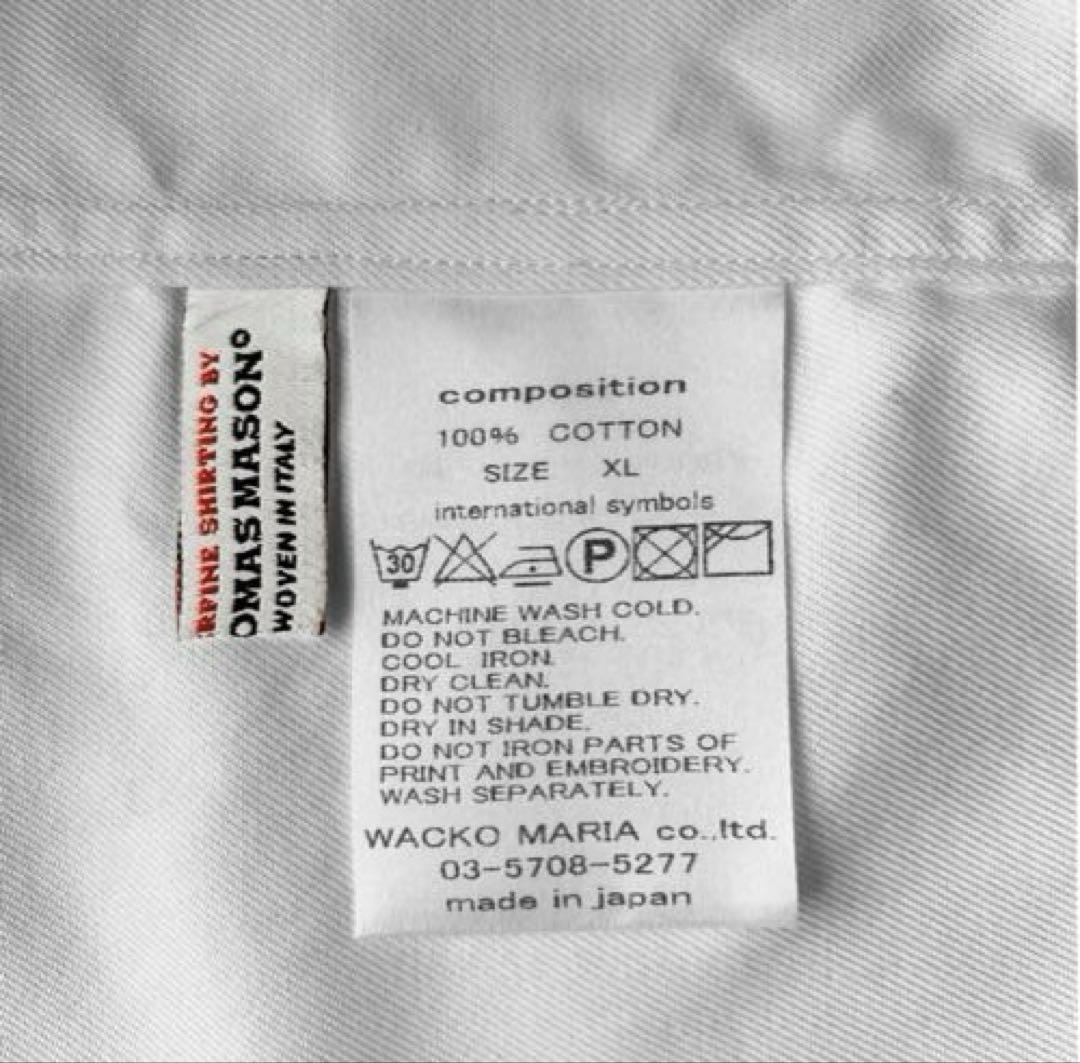 RFINE SHIRTING BY
OMAS MASON®
WOVEN IN ITALY
composition
100% COTTON
SIZE XL
international symbols
30 P
MACHINE WASH COLD.
DO NOT BLEACH.
COOL IRON.
DRY CLEAN.
DO NOT TUMBLE DRY.
DRY IN SHADE.
DO NOT IRON PARTS OF
PRINT AND EMBROIDERY.
WASH SEPARATELY.
WACKO MARIA co.,ltd.
03-5708-5277
made in japan